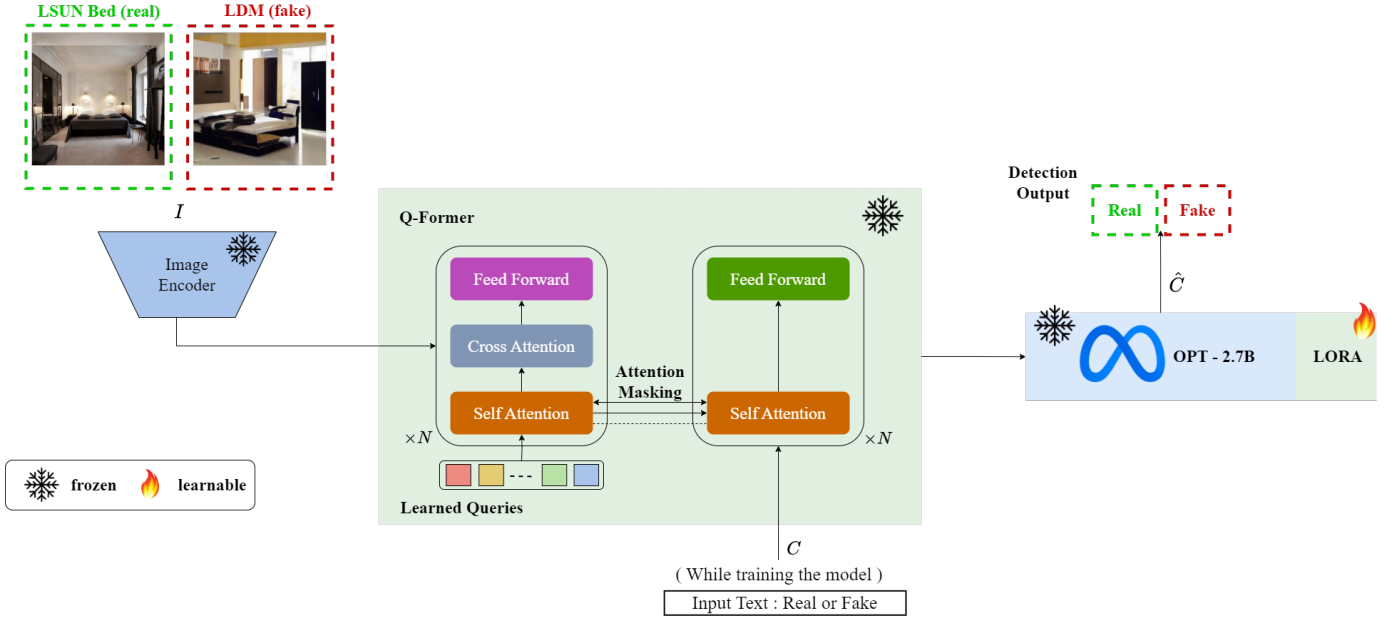 LSUN Bed (real)
LDM (fake)
I
Image
Encoder
Q-Former
Feed Forward
Cross Attention
Self Attention
×N
Attention
Masking
Feed Forward
Self Attention
×N
Learned Queries
C
( While training the model )
Input Text : Real or Fake
Detection
Output
Real
Fake
Ĉ
OPT - 2.7B
LORA
frozen
learnable